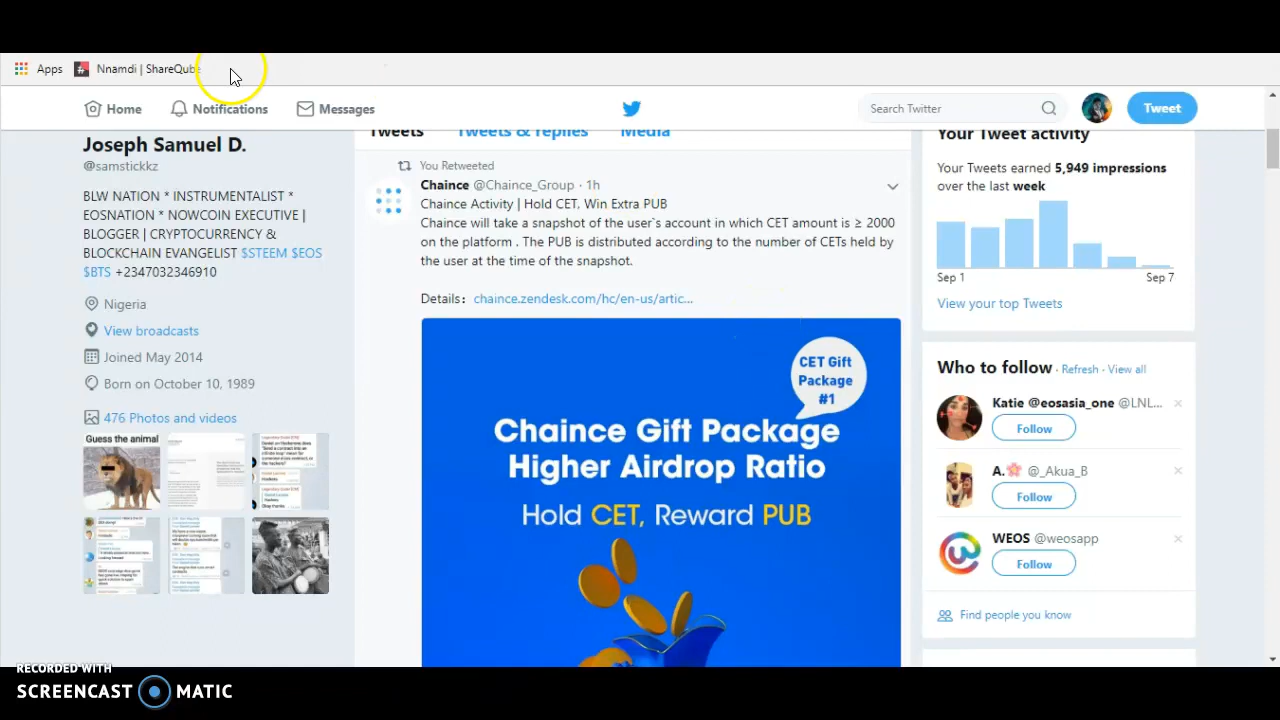 Apps Nnamdi | ShareQube
Home Notifications Messages Search Twitter Tweet
Joseph Samuel D.
@samstickkz
BLW NATION * INSTRUMENTALIST *
EOSNATION * NOWCOIN EXECUTIVE |
BLOGGER | CRYPTOCURRENCY &
BLOCKCHAIN EVANGELIST $STEEM $EOS
$BTS +2347032346910
Nigeria
View broadcasts
Joined May 2014
Born on October 10, 1989
476 Photos and videos
Guess the animal
Tweets Tweets & replies Media
You Retweeted
Chaince @Chaince_Group · 1h
Chaince Activity | Hold CET, Win Extra PUB
Chaince will take a snapshot of the user`s account in which CET amount is ≥ 2000
on the platform . The PUB is distributed according to the number of CETs held by
the user at the time of the snapshot.
Details： chaince.zendesk.com/hc/en-us/artic...
CET Gift
Package
#1
Chaince Gift Package
Higher Airdrop Ratio
Hold CET, Reward PUB
Your Tweet activity
Your Tweets earned 5,949 impressions
over the last week
Sep 1 Sep 7
View your top Tweets
Who to follow · Refresh · View all
Katie @eosasia_one @LNL...
Follow
A. @_Akua_B
Follow
WEOS @weosapp
Follow
Find people you know
RECORDED WITH
SCREENCAST MATIC